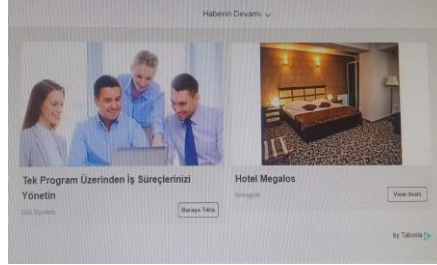 Haberin Devamı
Tek Program Üzerinden İş Süreçlerinizi
Yönetin
Buraya Tıkla
Hotel Megalos
View deals
by Taboola